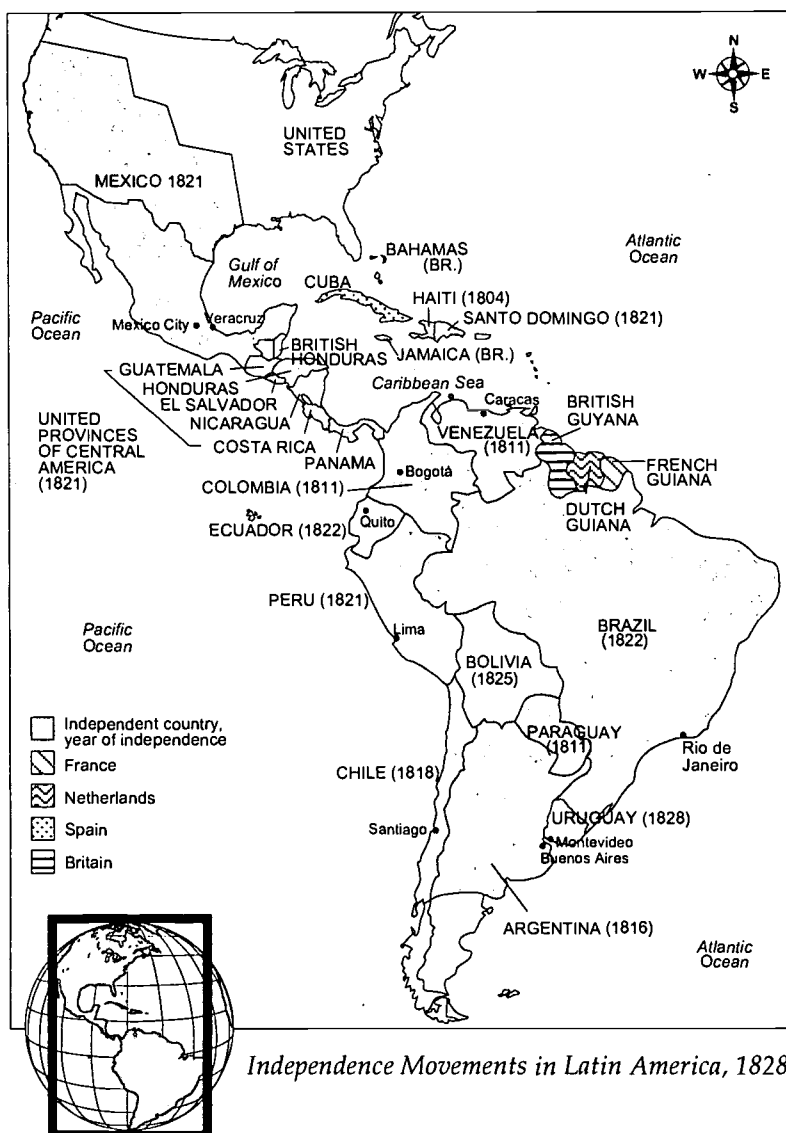 N
W E
S
UNITED
STATES
MEXICO 1821
Atlantic
Ocean
BAHAMAS
(BR.)
Gulf of
Mexico
CUBA
HAITI (1804)
SANTO DOMINGO (1821)
Pacific
Ocean
Mexico City
Veracruz
BRITISH
HONDURAS
JAMAICA (BR.)
GUATEMALA
HONDURAS
EL SALVADOR
NICARAGUA
COSTA RICA
PANAMA
Caribbean Sea
UNITED
PROVINCES
OF CENTRAL
AMERICA
(1821)
Caracas
VENEZUELA
(1811)
BRITISH
GUYANA
FRENCH
GUIANA
DUTCH
GUIANA
Bogotá
COLOMBIA (1811)
Quito
ECUADOR (1822)
PERU (1821)
Lima
BRAZIL
(1822)
Pacific
Ocean
BOLIVIA
(1825)
PARAGUAY
(1811)
Rio de
Janeiro
Independent country,
year of independence
France
Netherlands
Spain
Britain
CHILE (1818)
Santiago
URUGUAY (1828)
Montevideo
Buenos Aires
ARGENTINA (1816)
Atlantic
Ocean
Independence Movements in Latin America, 1828